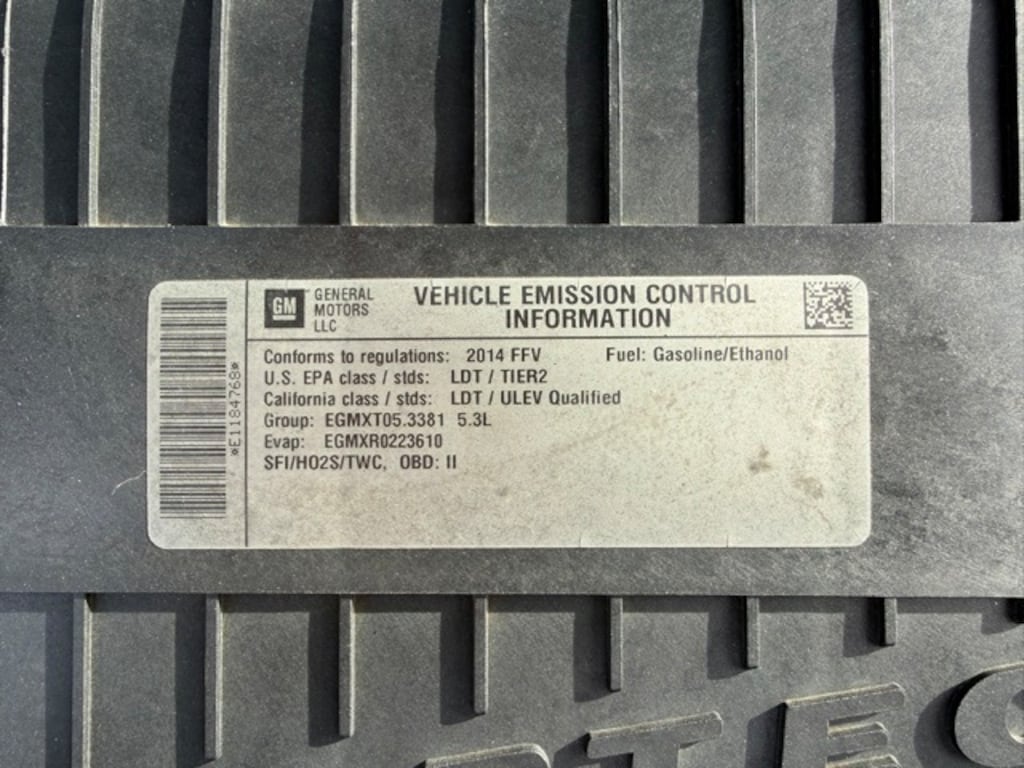 GM
GENERAL
MOTORS
LLC
VEHICLE EMISSION CONTROL
INFORMATION
*E1184768*
Conforms to regulations: 2014 FFV Fuel: Gasoline/Ethanol
U.S. EPA class / stds: LDT / TIER2
California class / stds: LDT / ULEV Qualified
Group: EGMXT05.3381 5.3L
Evap: EGMXR0223610
SFI/HO2S/TWC, OBD: II